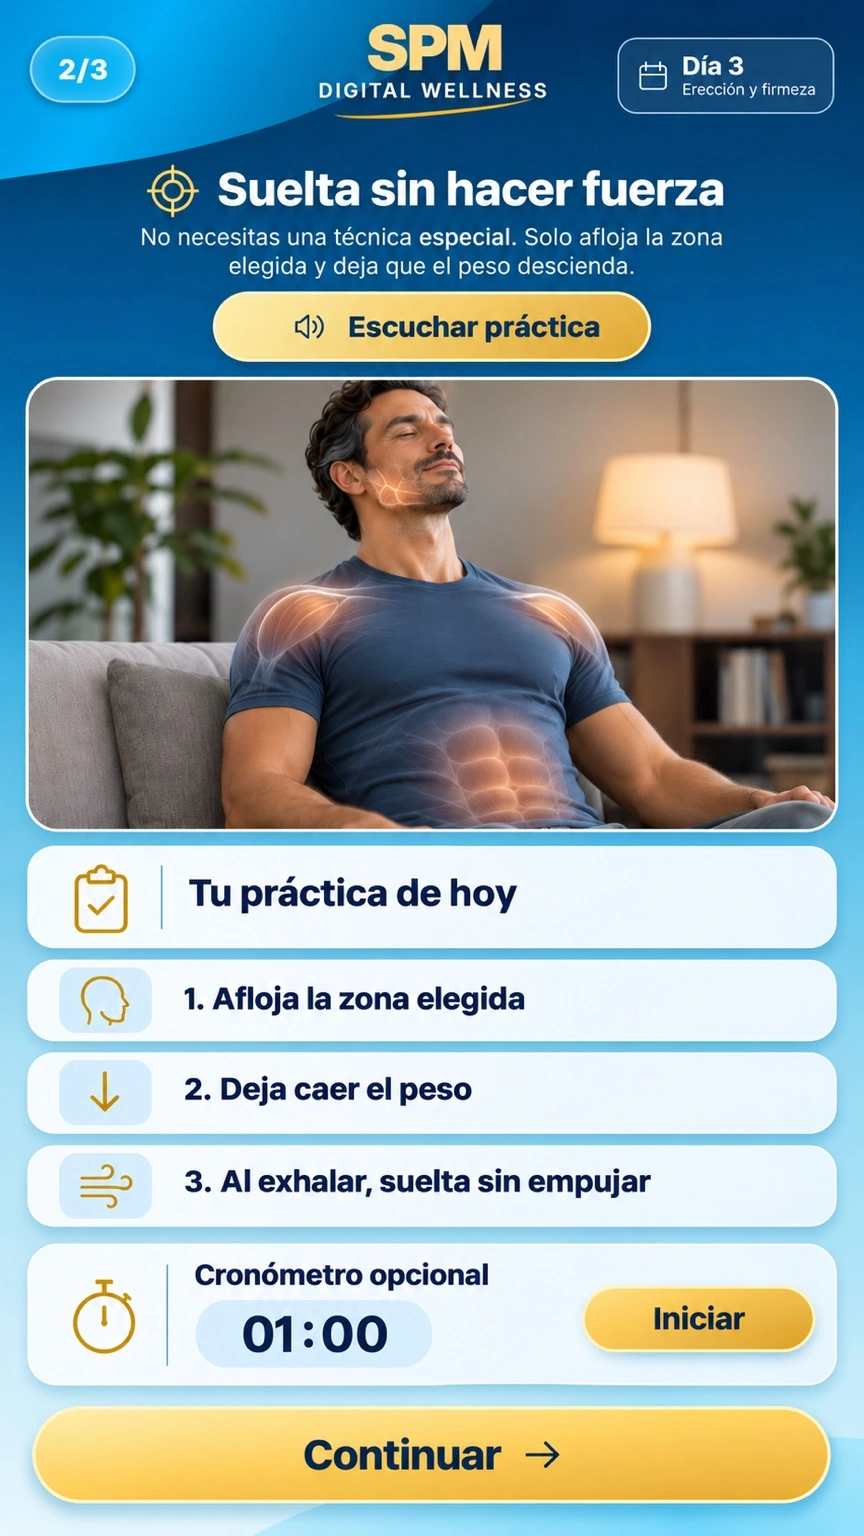 2/3
SPM
DIGITAL WELLNESS
Día 3
Erección y firmeza
Suelta sin hacer fuerza
No necesitas una técnica especial. Solo afloja la zona
elegida y deja que el peso descienda.
Escuchar práctica
Tu práctica de hoy
1. Afloja la zona elegida
2. Deja caer el peso
3. Al exhalar, suelta sin empujar
Cronómetro opcional
01:00
Iniciar
Continuar →